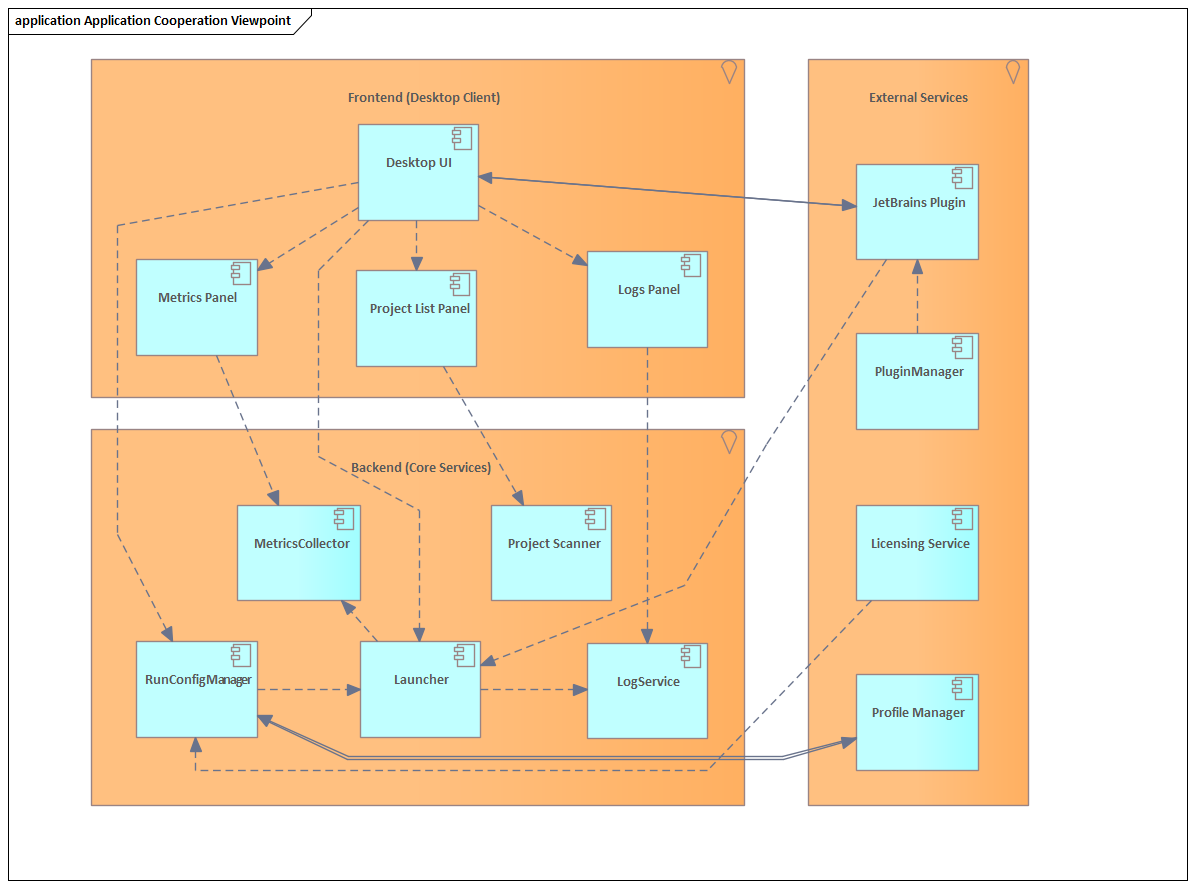 application Application Cooperation Viewpoint
Frontend (Desktop Client)
External Services
Desktop UI
JetBrains Plugin
Metrics Panel
Project List Panel
Logs Panel
PluginManager
Backend (Core Services)
MetricsCollector
Project Scanner
Licensing Service
RunConfigManager
Launcher
LogService
Profile Manager